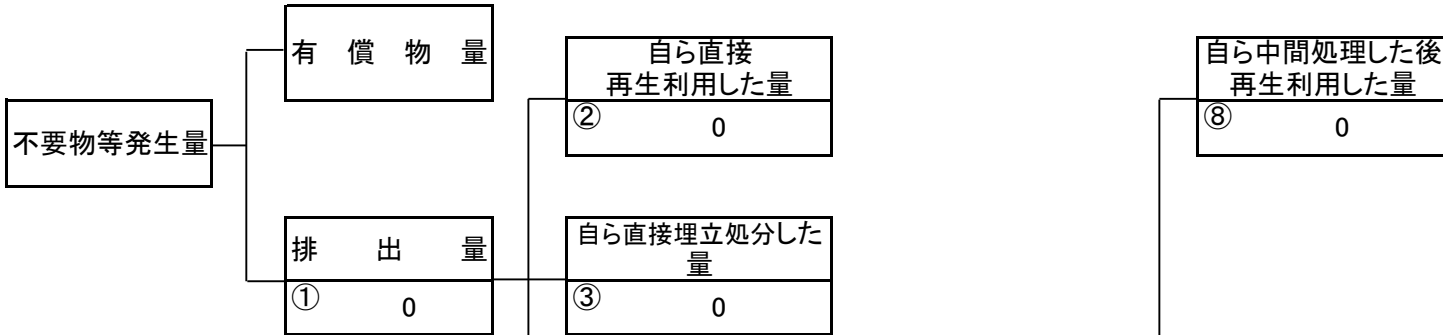 有償物量
自ら直接
再生利用した量
② 0
自ら中間処理した後
再生利用した量
⑧ 0
不要物等発生量
排出量
① 0
自ら直接埋立処分した
量
③ 0